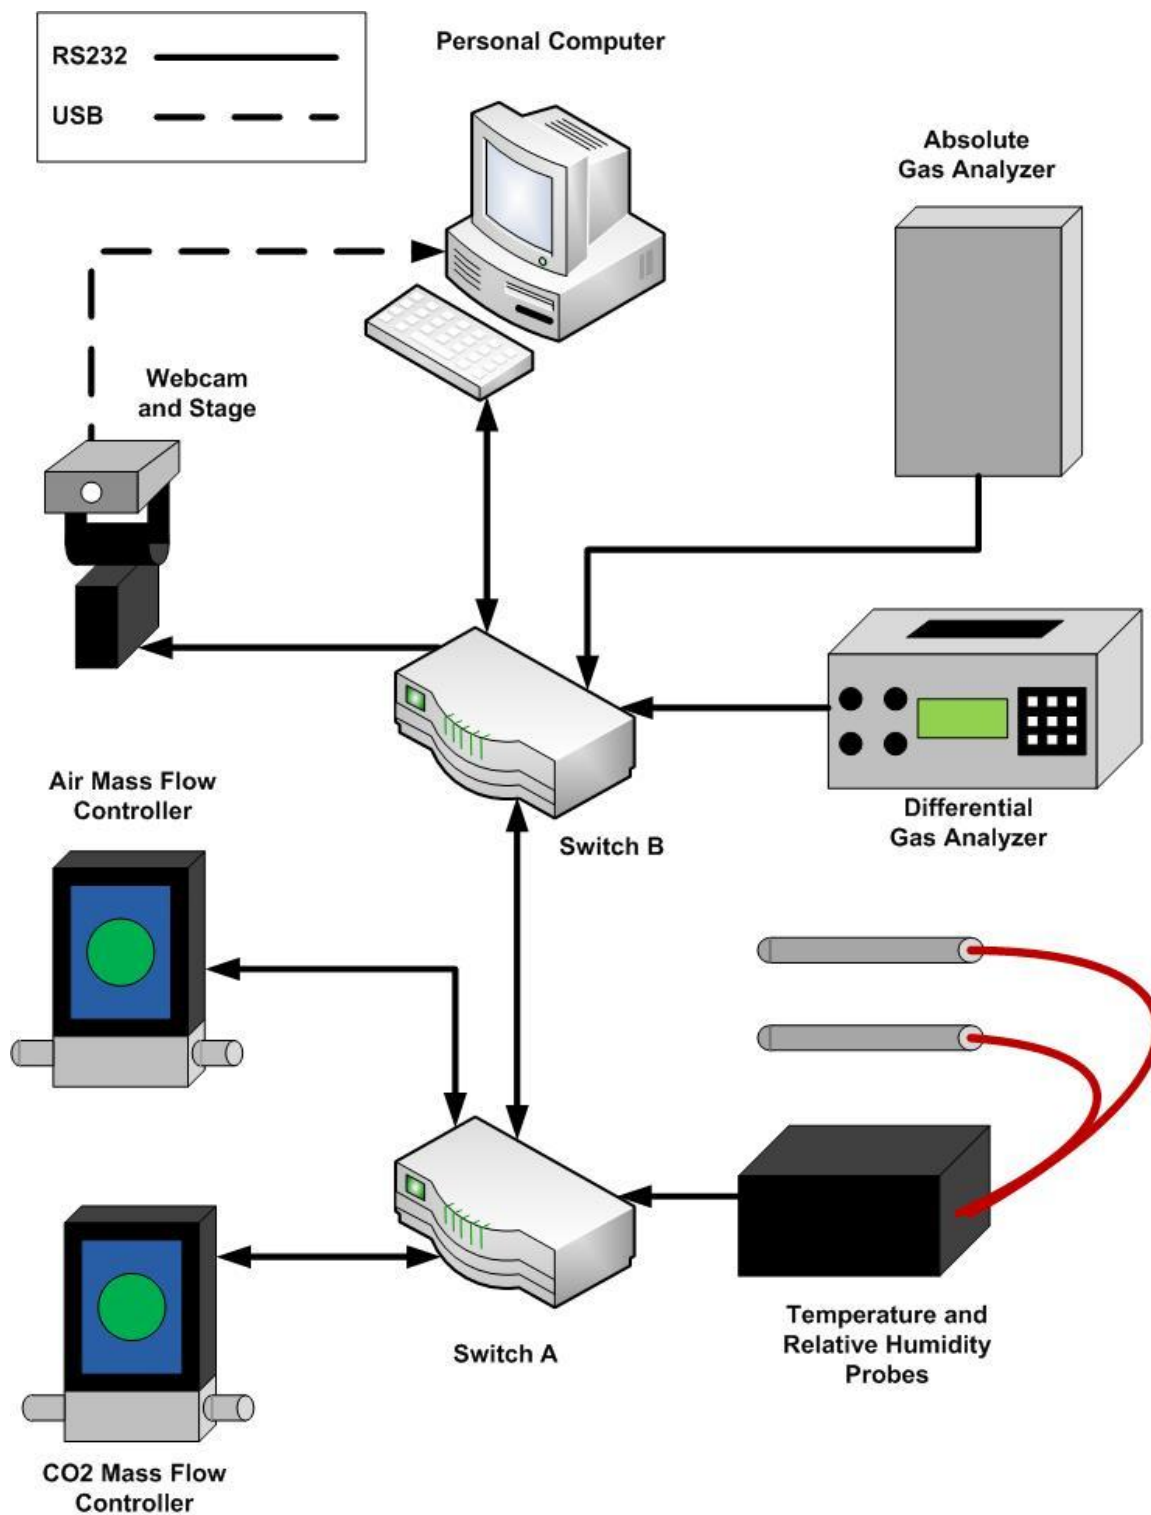 RS232
USB
Personal Computer
Absolute
Gas Analyzer
Webcam
and Stage
Air Mass Flow
Controller
Switch B
Differential
Gas Analyzer
Switch A
Temperature and
Relative Humidity
Probes
CO2 Mass Flow
Controller